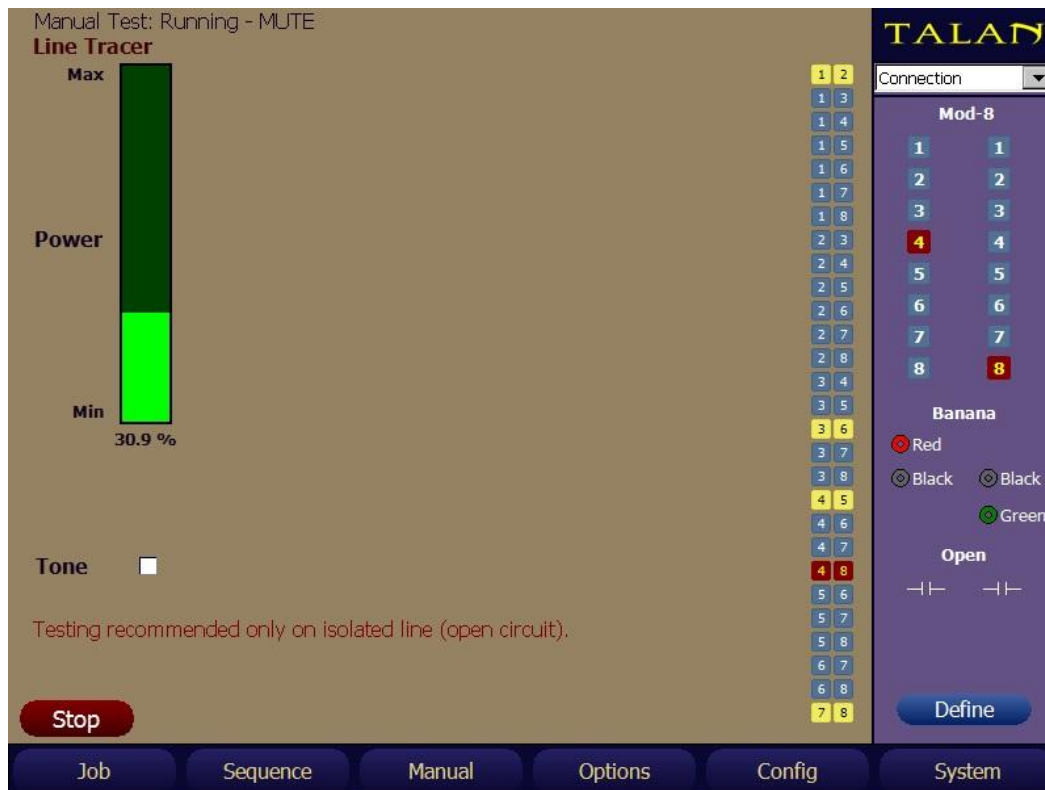 Manual Test: Running - MUTE
Line Tracer
Max
Power
Min
30.9 %
Tone
Testing recommended only on isolated line (open circuit).
Stop
1 2
1 3
1 4
1 5
1 6
1 7
1 8
2 3
2 4
2 5
2 6
2 7
2 8
3 4
3 5
3 6
3 7
3 8
4 5
4 6
4 7
4 8
5 6
5 7
5 8
6 7
6 8
7 8
TALAN
Connection
Mod-8
1 1
2 2
3 3
4 4
5 5
6 6
7 7
8 8
Banana
Red
Black Black
Green
Open
Define
Job Sequence Manual Options Config System